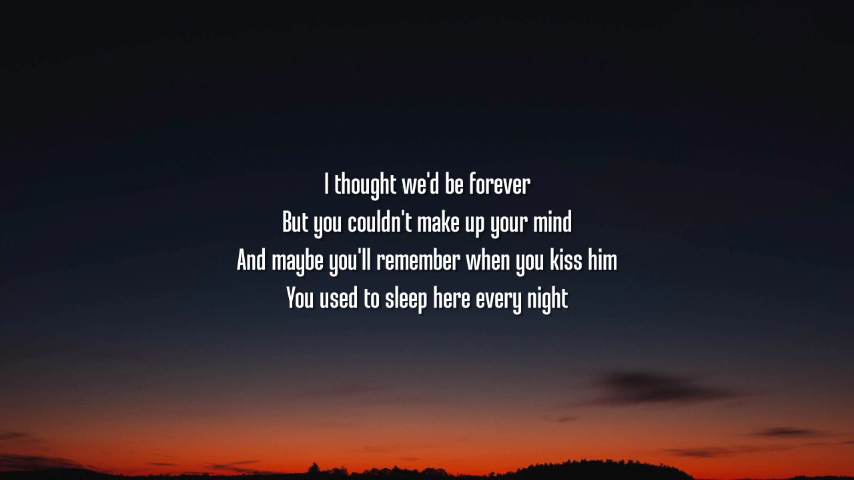 I thought we'd be forever
But you couldn't make up your mind
And maybe you'll remember when you kiss him
You used to sleep here every night